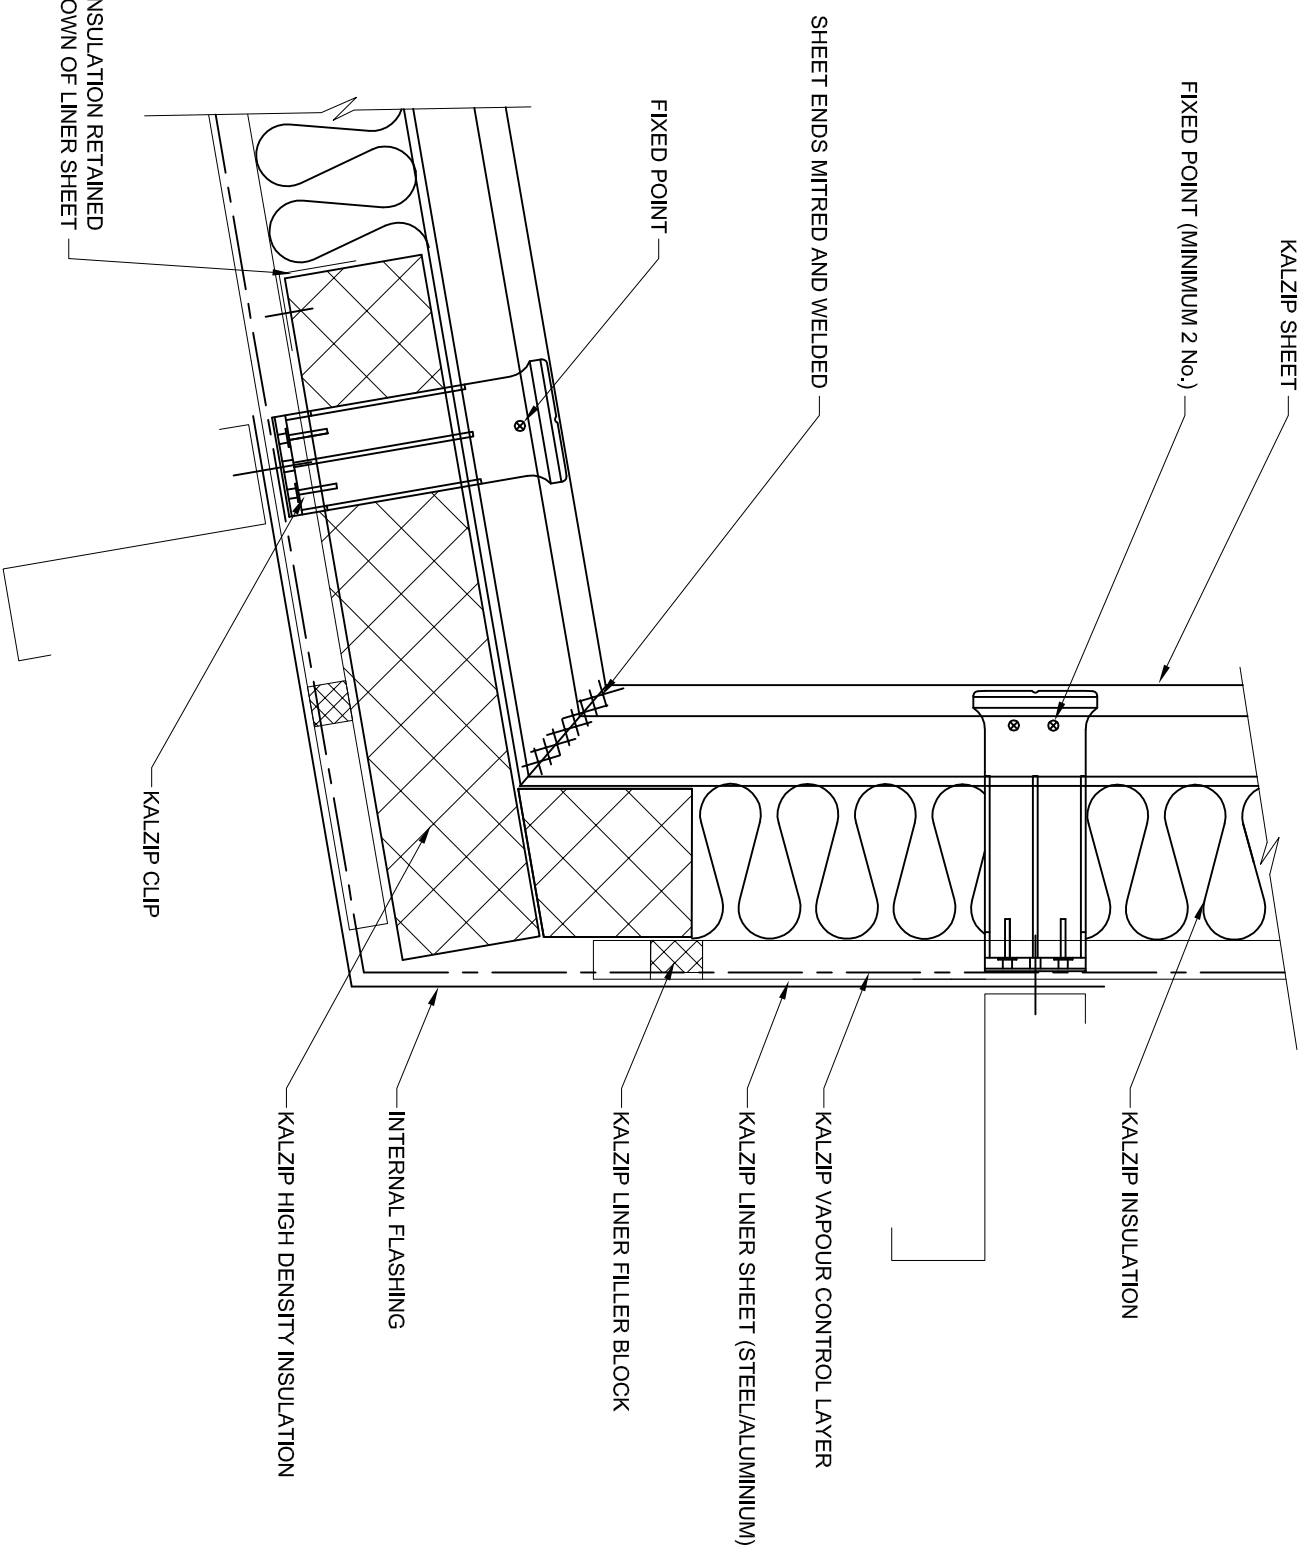 KALZIP SHEET
FIXED POINT (MINIMUM 2 No.)
SHEET ENDS MITRED AND WELDED
FIXED POINT
NSULATION RETAINED
OWN OF LINER SHEET
KALZIP INSULATION
KALZIP VAPOUR CONTROL LAYER
KALZIP LINER SHEET (STEEL/ALUMINIUM)
KALZIP LINER FILLER BLOCK
INTERNAL FLASHING
KALZIP HIGH DENSITY INSULATION
KALZIP CLIP